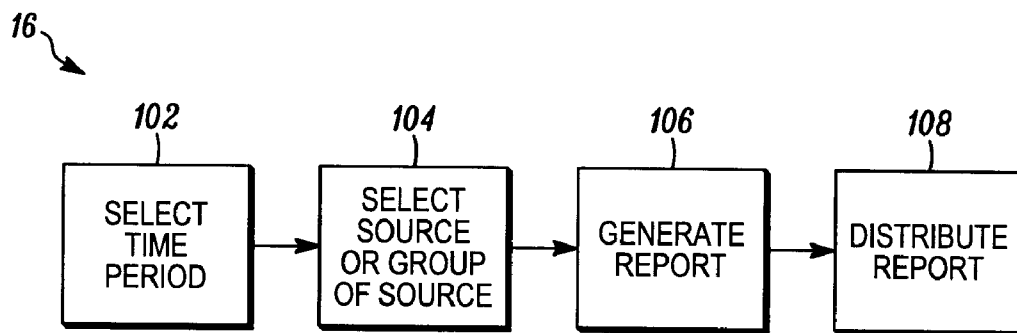 16
102
104
106
108
SELECT
TIME
PERIOD
SELECT
SOURCE
OR GROUP
OF SOURCE
GENERATE
REPORT
DISTRIBUTE
REPORT